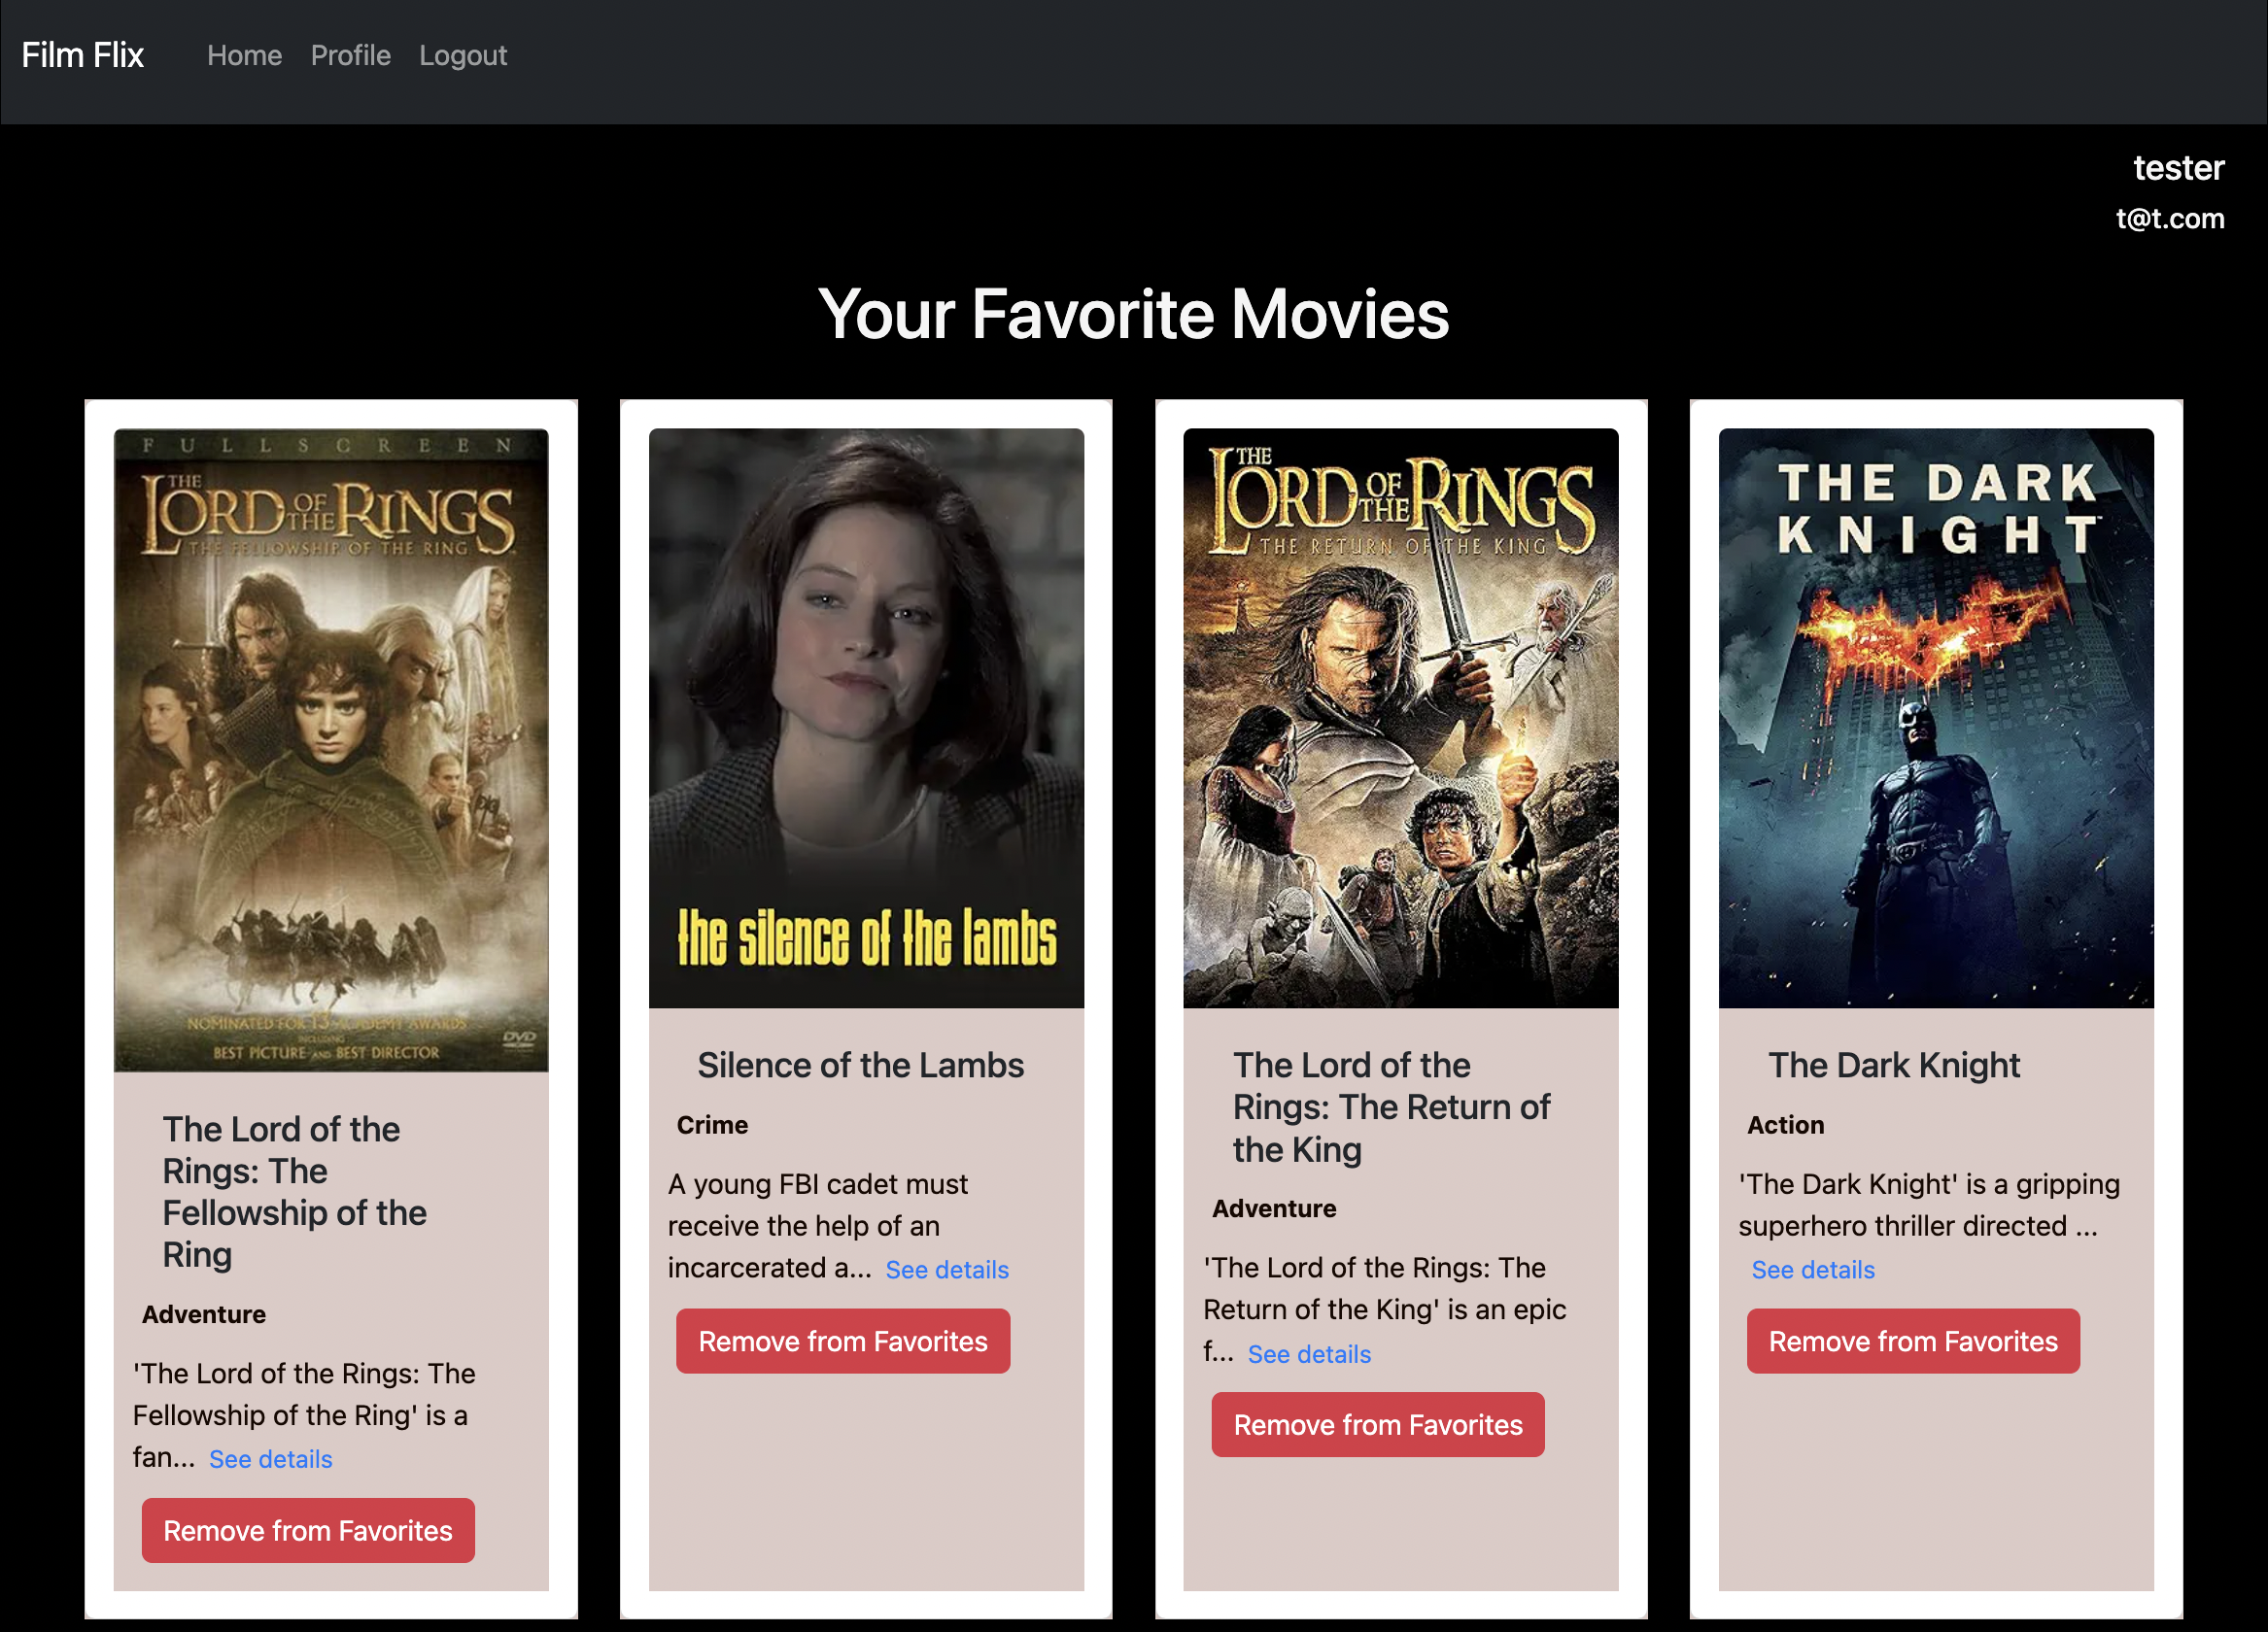 Film Flix
Home
Profile
Logout
tester
t@t.com
Your Favorite Movies
FULLSCREEN
THE
LORD OF THE RINGS
THE FELLOWSHIP OF THE RING
NOMINATED FOR 13 ACADEMY AWARDS
INCLUDING
BEST PICTURE AND BEST DIRECTOR
DVD
The Lord of the
Rings: The
Fellowship of the
Ring
Adventure
'The Lord of the Rings: The
Fellowship of the Ring' is a
fan... See details
Remove from Favorites
the silence of the lambs
Silence of the Lambs
Crime
A young FBI cadet must
receive the help of an
incarcerated a... See details
Remove from Favorites
THE
LORD OF THE RINGS
THE RETURN OF THE KING
The Lord of the
Rings: The Return of
the King
Adventure
'The Lord of the Rings: The
Return of the King' is an epic
f... See details
Remove from Favorites
THE DARK
KNIGHT
The Dark Knight
Action
'The Dark Knight' is a gripping
superhero thriller directed ...
See details
Remove from Favorites